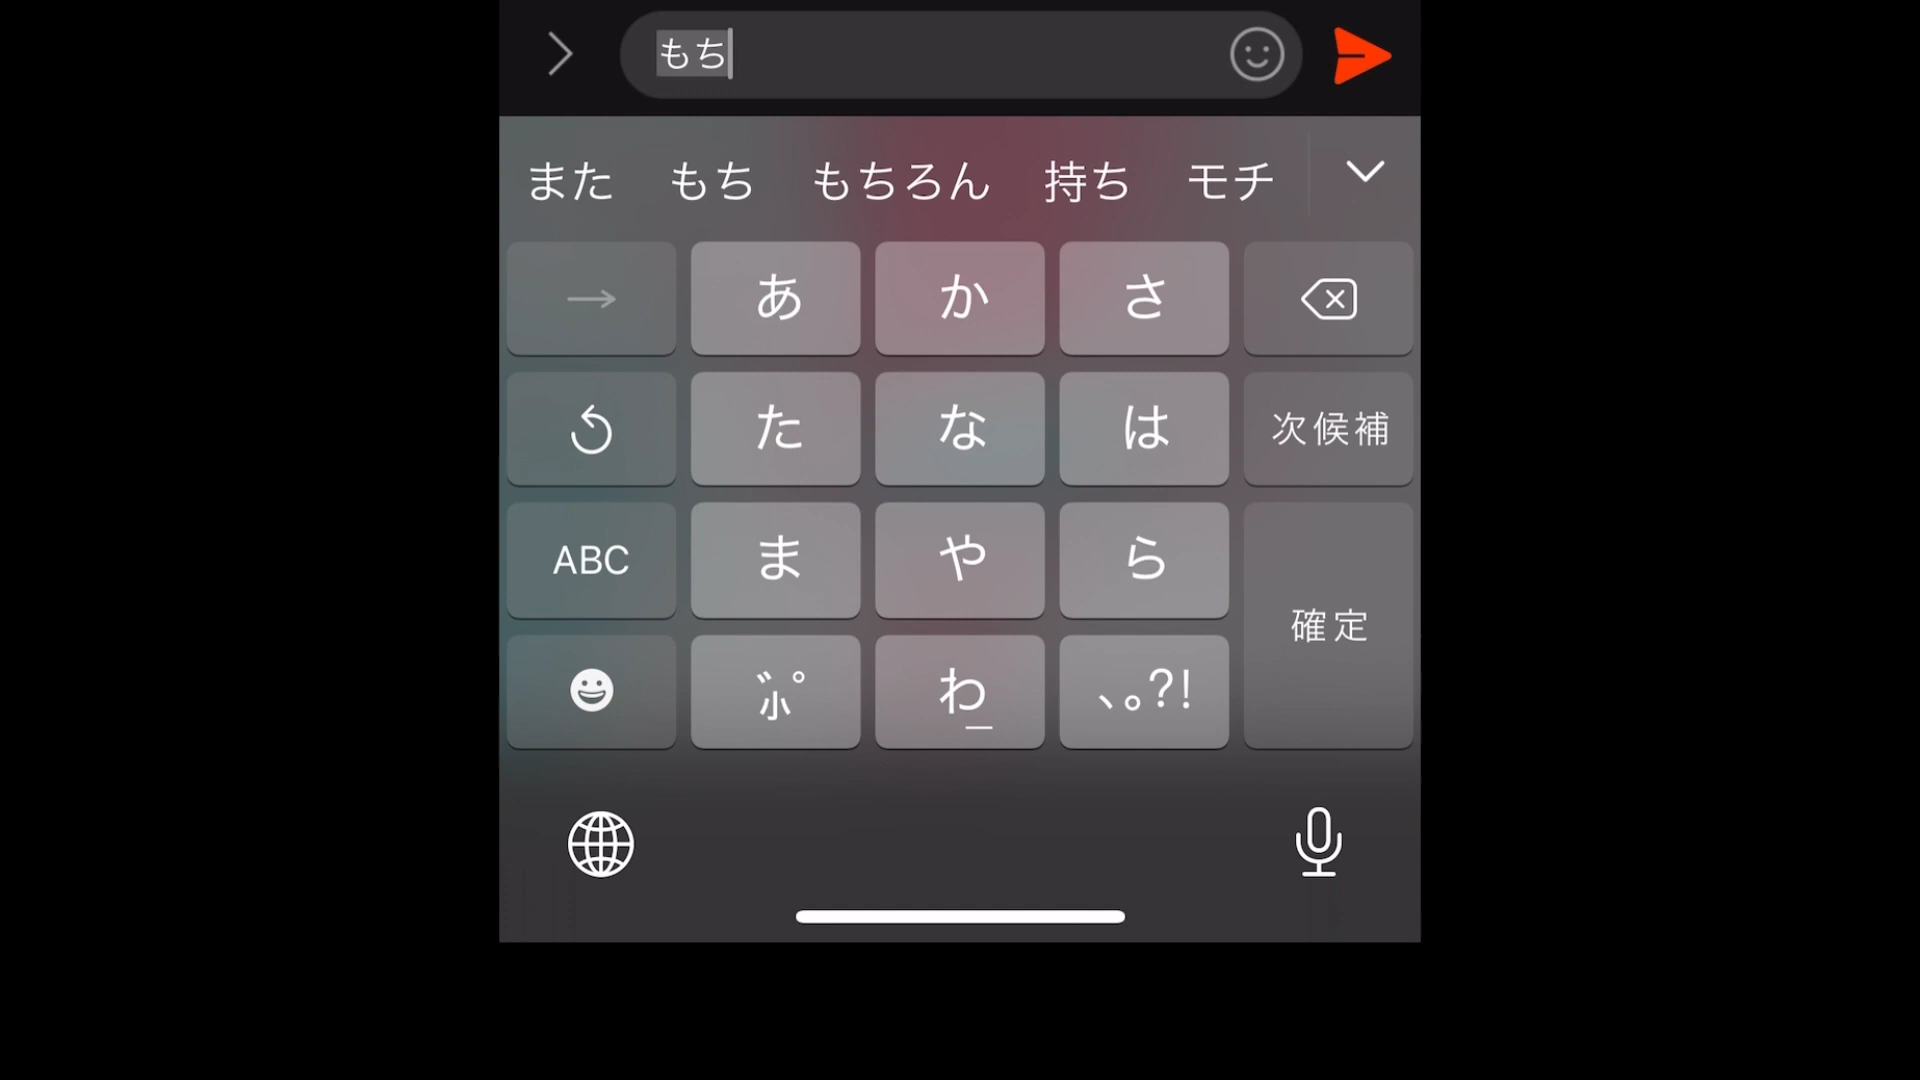 もち
また もち もちろん 持ち モチ
→ あ か さ
た な は 次候補
ABC ま や ら
確定
小゛゜ わ_ 、。?!